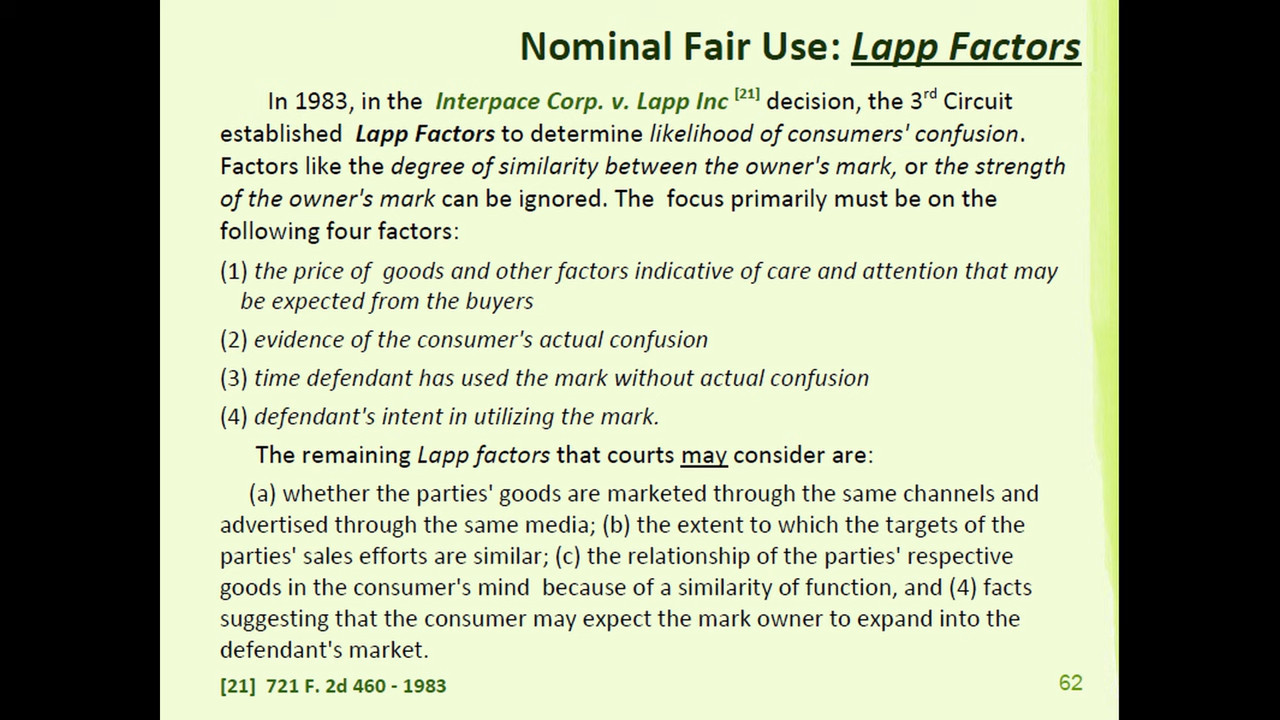 Nominal Fair Use: Lapp Factors
In 1983, in the Interpace Corp. v. Lapp Inc [21] decision, the 3rd Circuit
established Lapp Factors to determine likelihood of consumers' confusion.
Factors like the degree of similarity between the owner's mark, or the strength
of the owner's mark can be ignored. The focus primarily must be on the
following four factors:
(1) the price of goods and other factors indicative of care and attention that may
be expected from the buyers
(2) evidence of the consumer's actual confusion
(3) time defendant has used the mark without actual confusion
(4) defendant's intent in utilizing the mark.
The remaining Lapp factors that courts may consider are:
(a) whether the parties' goods are marketed through the same channels and
advertised through the same media; (b) the extent to which the targets of the
parties' sales efforts are similar; (c) the relationship of the parties' respective
goods in the consumer's mind because of a similarity of function, and (4) facts
suggesting that the consumer may expect the mark owner to expand into the
defendant's market.
[21] 721 F. 2d 460 - 1983
62